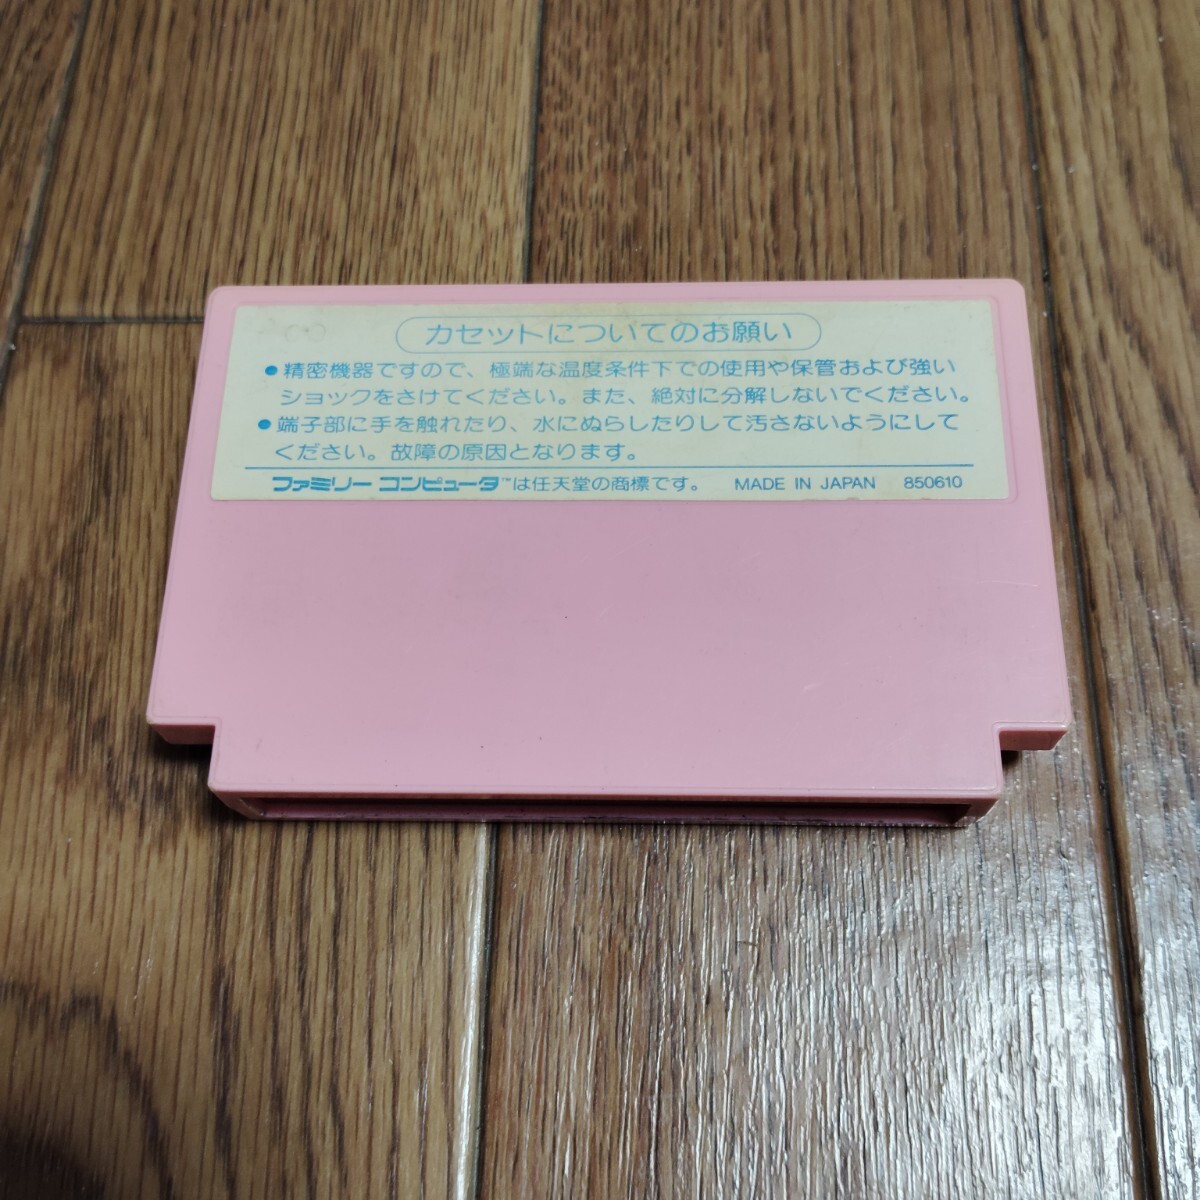 カセットについてのお願い
●精密機器ですので、極端な温度条件下での使用や保管および強い
ショックをさけてください。また、絶対に分解しないでください。
●端子部に手を触れたり、水にぬらしたりして汚さないようにして
ください。故障の原因となります。
ファミリー コンピュータ™は任天堂の商標です。 MADE IN JAPAN 850610